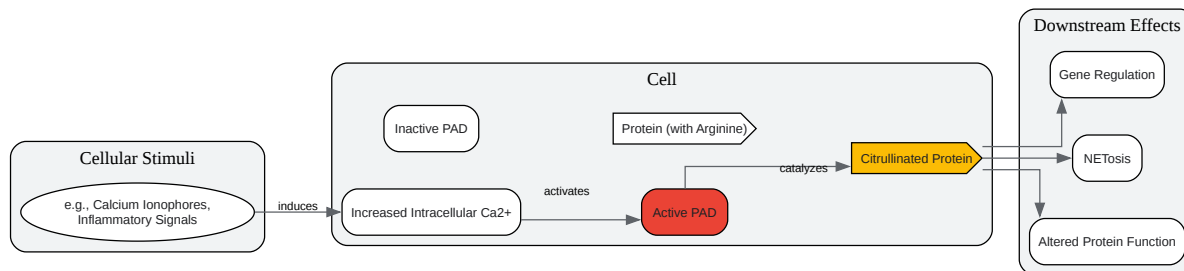 Cellular Stimuli
e.g., Calcium Ionophores,
Inflammatory Signals
induces
Cell
Inactive PAD
Protein (with Arginine)
Increased Intracellular Ca2+
activates
Active PAD
catalyzes
Citrullinated Protein
Downstream Effects
Gene Regulation
NETosis
Altered Protein Function